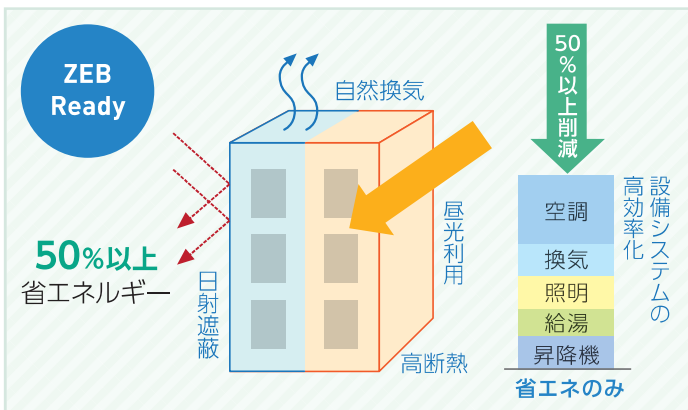 ZEB
Ready
50%以上
省エネルギー
自然換気
昼光利用
日射遮蔽
高断熱
50%以上削減
設備システムの
高効率化
空調
換気
照明
給湯
昇降機
省エネのみ